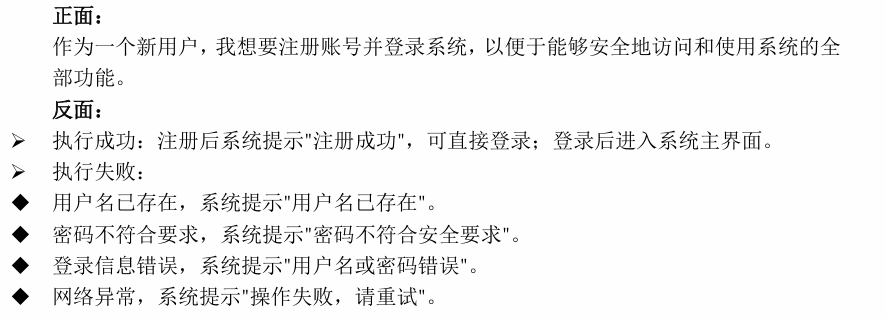 正面：
作为一个新用户，我想要注册账号并登录系统，以便于能够安全地访问和使用系统的全
部功能。
反面：
➢ 执行成功：注册后系统提示"注册成功"，可直接登录；登录后进入系统主界面。
➢ 执行失败：
◆ 用户名已存在，系统提示"用户名已存在"。
◆ 密码不符合要求，系统提示"密码不符合安全要求"。
◆ 登录信息错误，系统提示"用户名或密码错误"。
◆ 网络异常，系统提示"操作失败，请重试"。